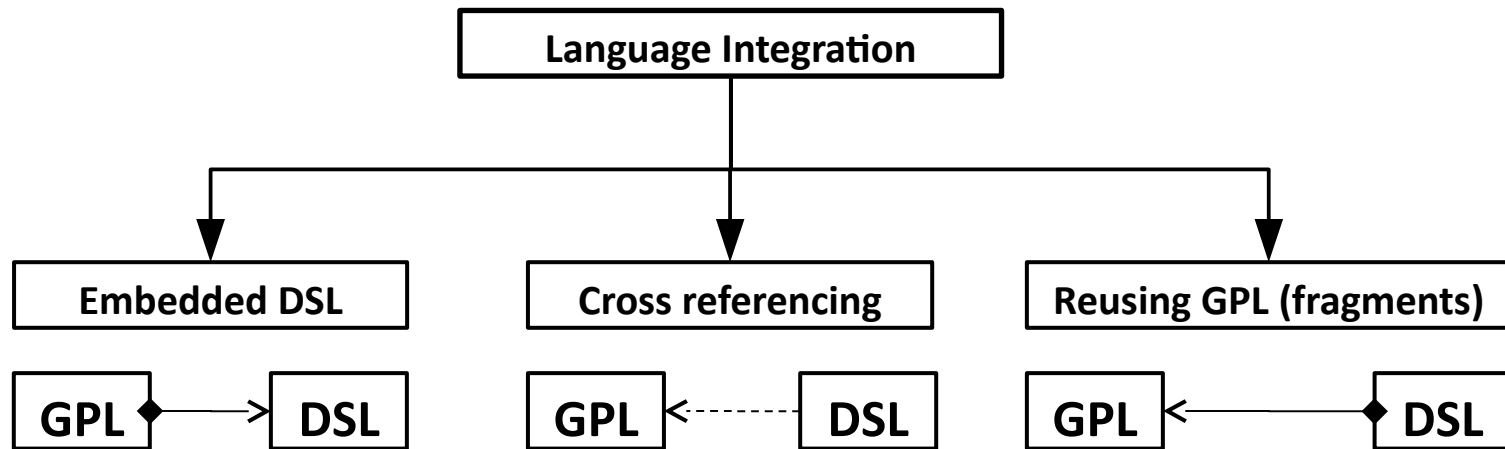 Language Integration
Embedded DSL
Cross referencing
Reusing GPL (fragments)
GPL
DSL
GPL
DSL
GPL
DSL